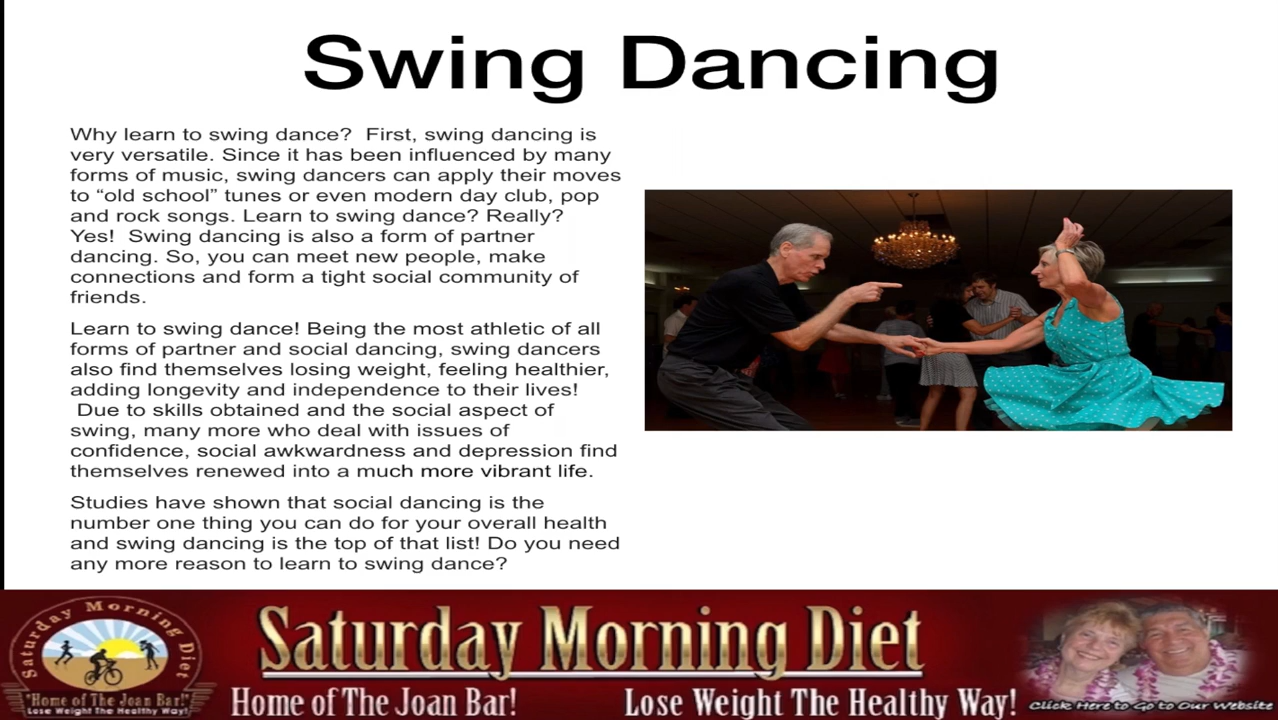 Swing Dancing
Why learn to swing dance?  First, swing dancing is
very versatile. Since it has been influenced by many
forms of music, swing dancers can apply their moves
to “old school” tunes or even modern day club, pop
and rock songs. Learn to swing dance? Really?
Yes!  Swing dancing is also a form of partner
dancing. So, you can meet new people, make
connections and form a tight social community of
friends.
Learn to swing dance! Being the most athletic of all
forms of partner and social dancing, swing dancers
also find themselves losing weight, feeling healthier,
adding longevity and independence to their lives!
Due to skills obtained and the social aspect of
swing, many more who deal with issues of
confidence, social awkwardness and depression find
themselves renewed into a much more vibrant life.
Studies have shown that social dancing is the
number one thing you can do for your overall health
and swing dancing is the top of that list! Do you need
any more reason to learn to swing dance?
Saturday Morning Diet
"Home of The Joan Bar!"
Lose Weight The Healthy Way!
Saturday Morning Diet
Home of The Joan Bar!
Lose Weight The Healthy Way!
Click Here to Go to Our Website